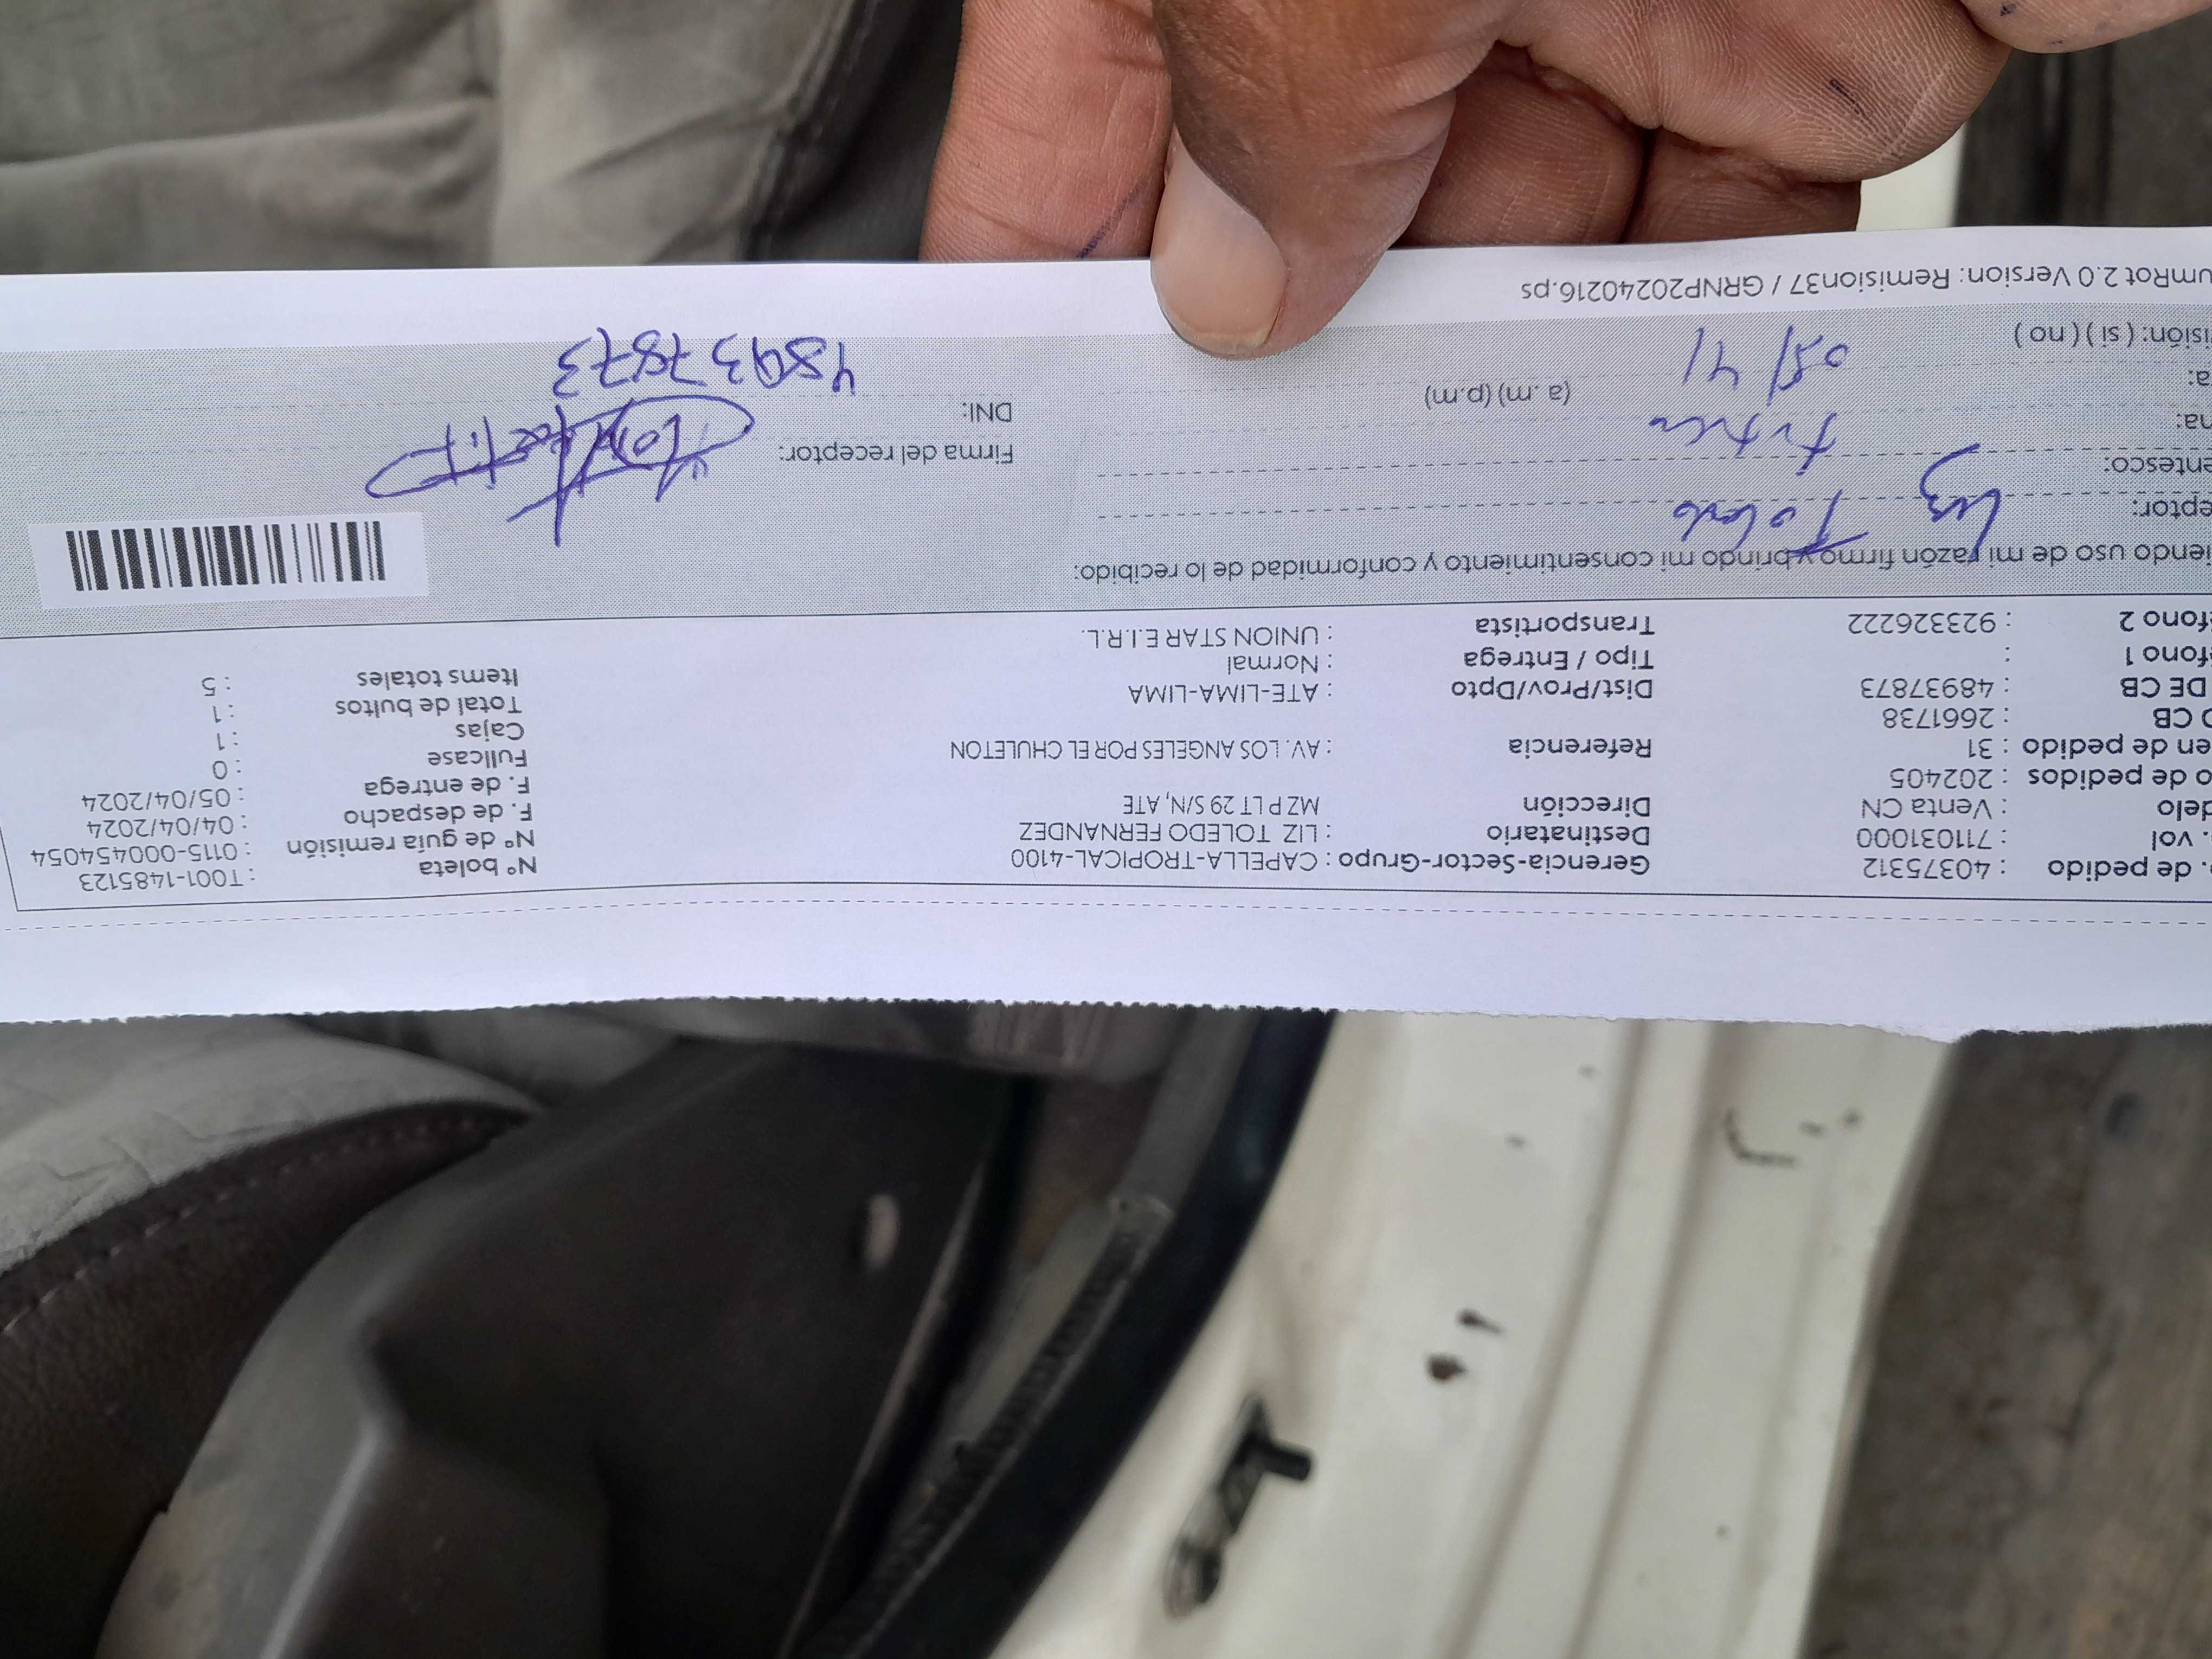 . de pedido : 40375312 Gerencia-Sector-Grupo : CAPELLA-TROPICAL-4100 N° boleta : T001-1485123
. vol : 711031000 Destinatario : LIZ TOLEDO FERNANDEZ N° de guía remisión : 0115-000454054
delo : Venta CN Dirección MZ P LT 29 S/N, ATE F. de despacho : 04/04/2024
o de pedidos : 202405 F. de entrega : 05/04/2024
en de pedido : 31 Referencia : AV. LOS ANGELES POR EL CHULETON Fullcase : 0
O CB : 2661738 Cajas : 1
DE CB : 48937873 Dist/Prov/Dpto : ATE-LIMA-LIMA Total de bultos : 1
éfono 1 : Tipo / Entrega : Normal Items totales : 5
éfono 2 : 923326222 Transportista : UNION STAR E.I.R.L.
iendo uso de mi razón firmo y brindo mi consentimiento y conformidad de lo recibido:
eptor: Liz Toledo
entesco: Firma del receptor:
na:
a: (a. m) (p.m) DNI: 48937873
isión: ( si ) ( no )
umRot 2.0 Version: Remision37 / GRNP20240216.ps